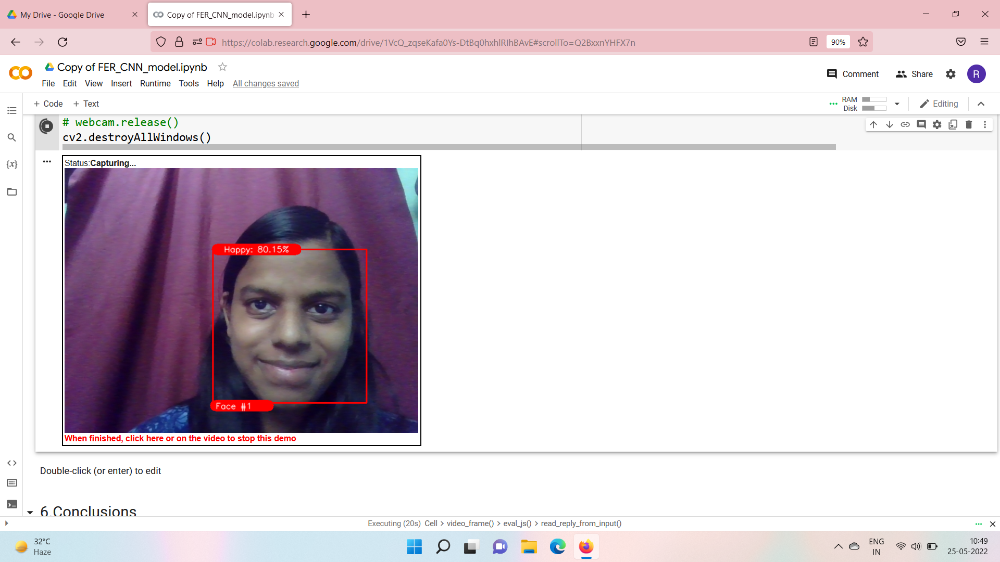 My Drive - Google Drive
Copy of FER_CNN_model.ipynb
https://colab.research.google.com/drive/1VcQ_zqseKafa0Ys-DtBq0hxhlRIhBAvE#scrollTo=Q2BxxnYHFX7n
90%
Copy of FER_CNN_model.ipynb
Comment
Share
R
File Edit View Insert Runtime Tools Help All changes saved
+ Code + Text
RAM
Disk
Editing
# webcam.release()
cv2.destroyAllWindows()
{x}
Status:Capturing...
Happy: 80.15%
Face #1
When finished, click here or on the video to stop this demo
Double-click (or enter) to edit
6.Conclusions
Executing (20s) Cell > video_frame() > eval_js() > read_reply_from_input()
32°C
Haze
ENG
IN
10:49
25-05-2022